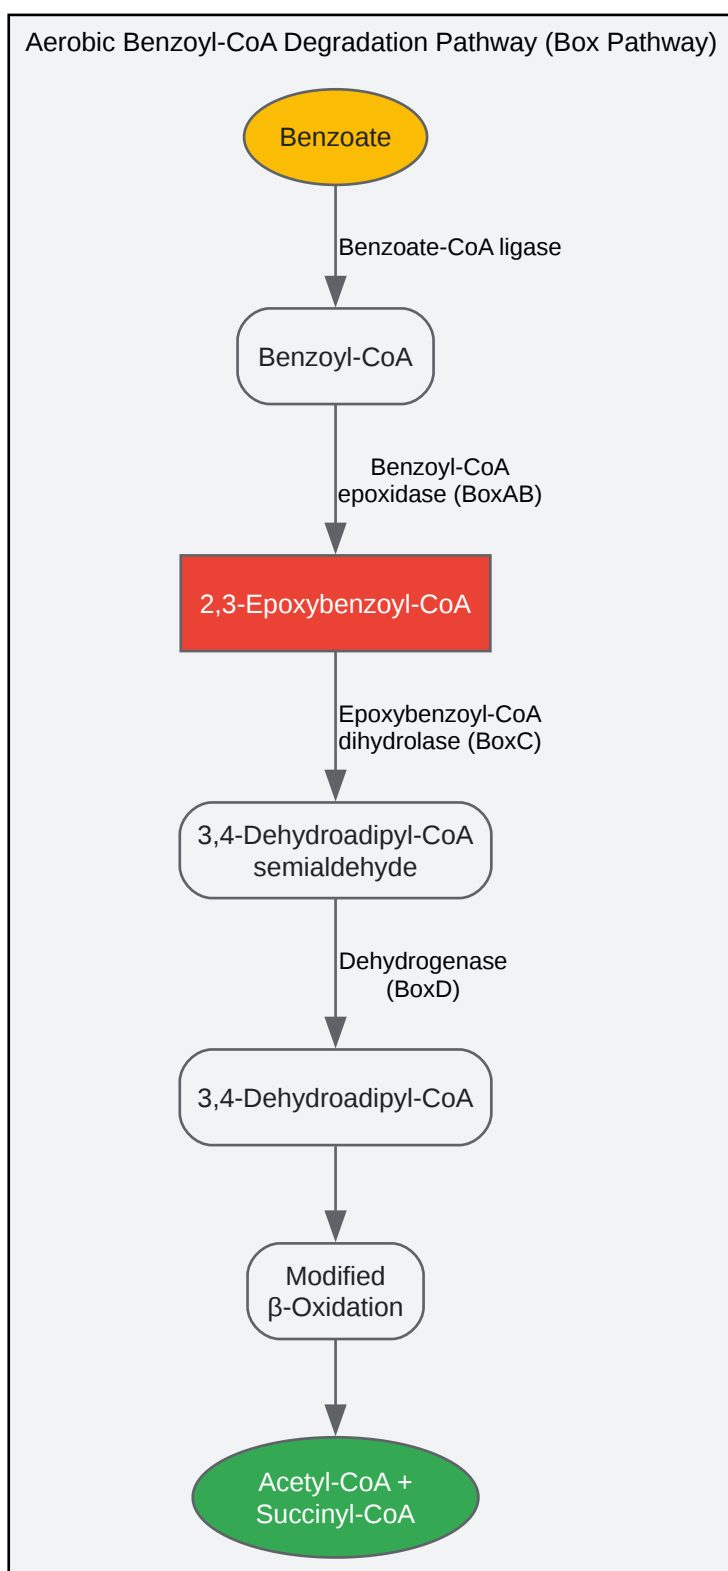 Aerobic Benzoyl-CoA Degradation Pathway (Box Pathway)
Benzoate
Benzoate-CoA ligase
Benzoyl-CoA
Benzoyl-CoA
epoxidase (BoxAB)
2,3-Epoxybenzoyl-CoA
Epoxybenzoyl-CoA
dihydrolase (BoxC)
3,4-Dehydroadipyl-CoA
semialdehyde
Dehydrogenase
(BoxD)
3,4-Dehydroadipyl-CoA
Modified
β-Oxidation
Acetyl-CoA +
Succinyl-CoA